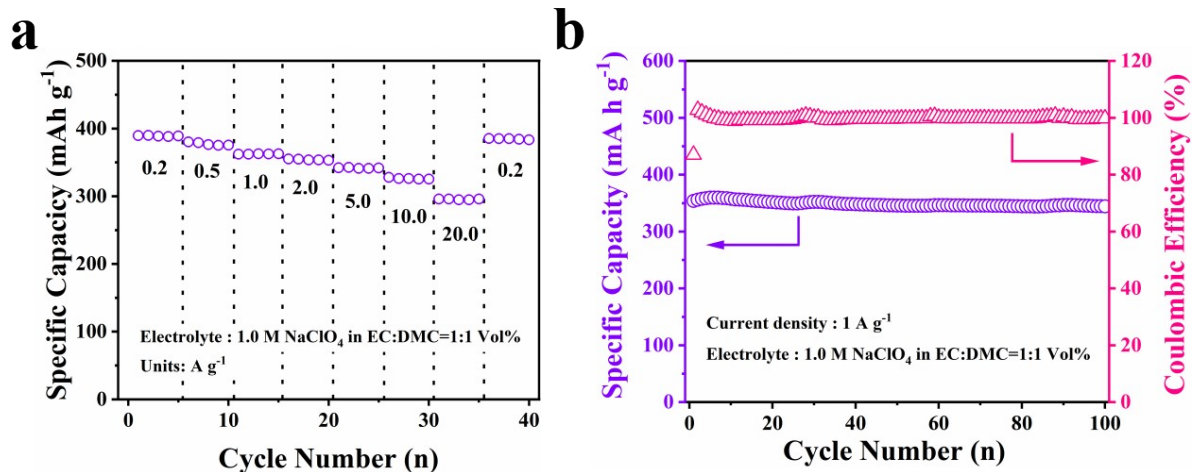 a
Specific Capacicy (mAh g⁻¹)
500
400
300
200
100
0
0.2
0.5
1.0
2.0
5.0
10.0
20.0
0.2
Electrolyte : 1.0 M NaClO₄ in EC:DMC=1:1 Vol%
Units: A g⁻¹
0 10 20 30 40
Cycle Number (n)
b
Specific Capacity (mA h g⁻¹)
600
500
400
300
200
100
0
Current density : 1 A g⁻¹
Electrolyte : 1.0 M NaClO₄ in EC:DMC=1:1 Vol%
0 20 40 60 80 100
Cycle Number (n)
120
100
80
60
40
20
0
Coulombic Efficiency (%)